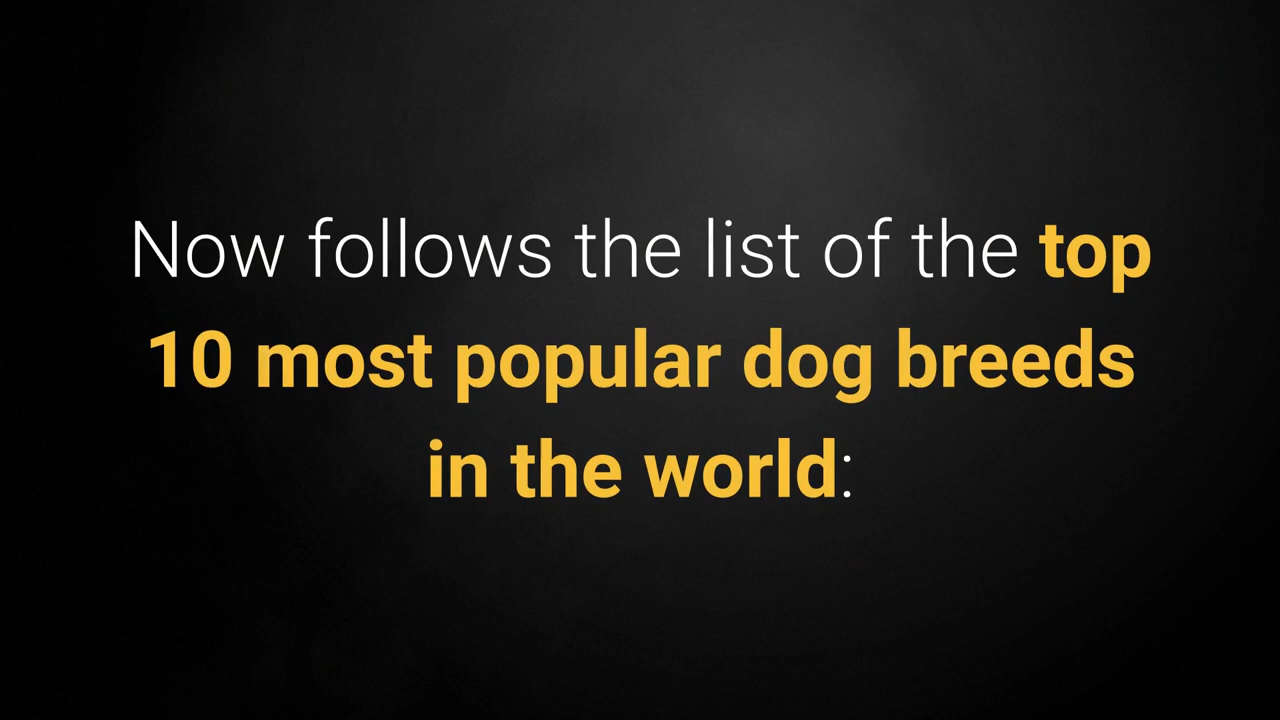 Now follows the list of the top
10 most popular dog breeds
in the world: